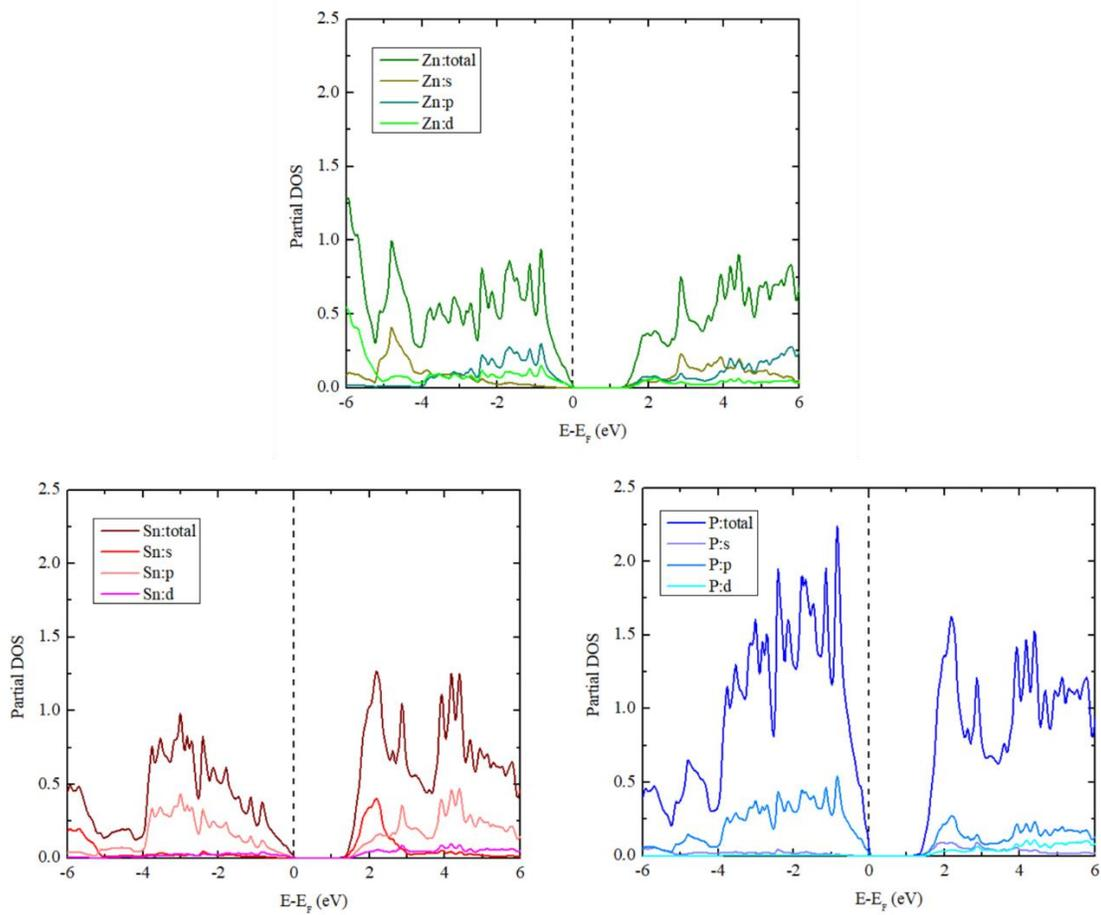 2.5
Zn:total
Zn:s
Zn:p
Zn:d
2.0
1.5
Partial DOS
1.0
0.5
0.0
-6 -4 -2 0 2 4 6
E-E_F (eV)
2.5
Sn:total
Sn:s
Sn:p
Sn:d
2.0
1.5
Partial DOS
1.0
0.5
0.0
-6 -4 -2 0 2 4 6
E-E_F (eV)
2.5
P:total
P:s
P:p
P:d
2.0
1.5
Partial DOS
1.0
0.5
0.0
-6 -4 -2 0 2 4 6
E-E_F (eV)